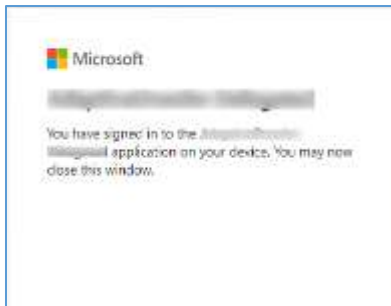 Microsoft
You have signed in to the
application on your device. You may now
close this window.